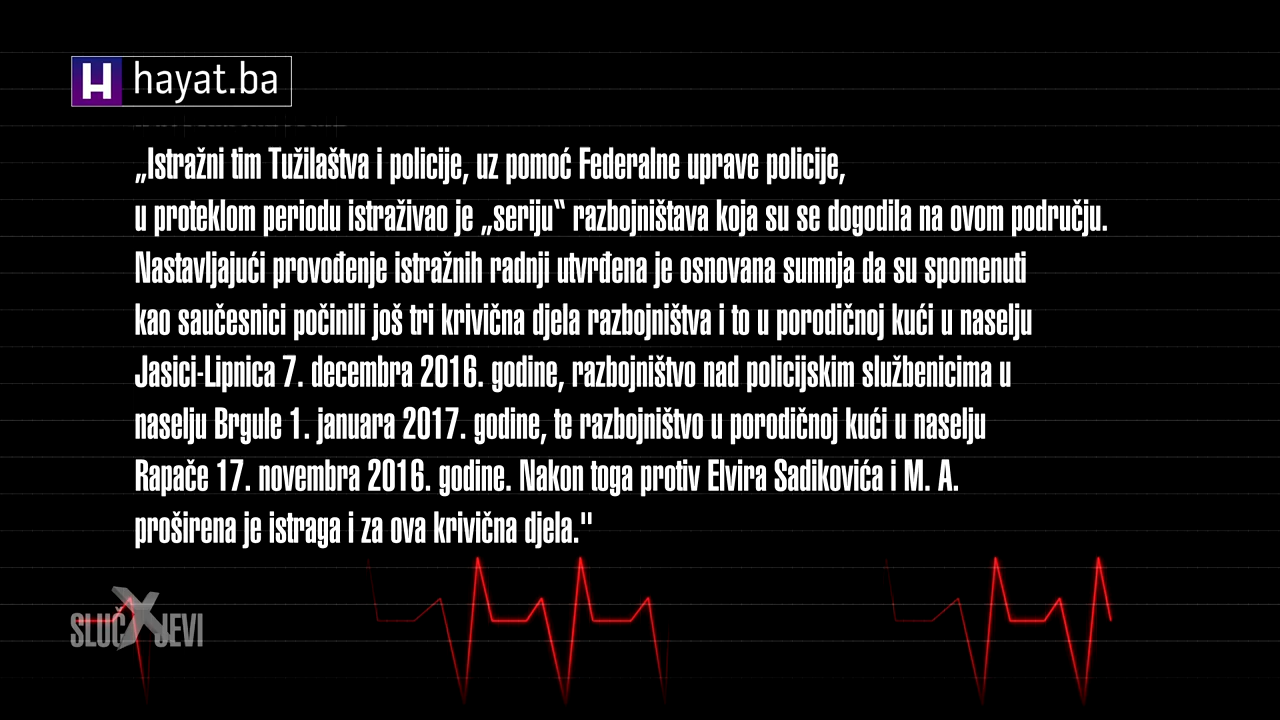 H hayat.ba
„Istražni tim Tužilaštva i policije, uz pomoć Federalne uprave policije,
u proteklom periodu istraživao je „seriju“ razbojništava koja su se dogodila na ovom području.
Nastavljajući provođenje istražnih radnji utvrđena je osnovana sumnja da su spomenuti
kao saučesnici počinili još tri krivična djela razbojništva i to u porodičnoj kući u naselju
Jasici-Lipnica 7. decembra 2016. godine, razbojništvo nad policijskim službenicima u
naselju Brgule 1. januara 2017. godine, te razbojništvo u porodičnoj kući u naselju
Rapače 17. novembra 2016. godine. Nakon toga protiv Elvira Sadikovića i M. A.
proširena je istraga i za ova krivična djela."
SLUČXJEVI